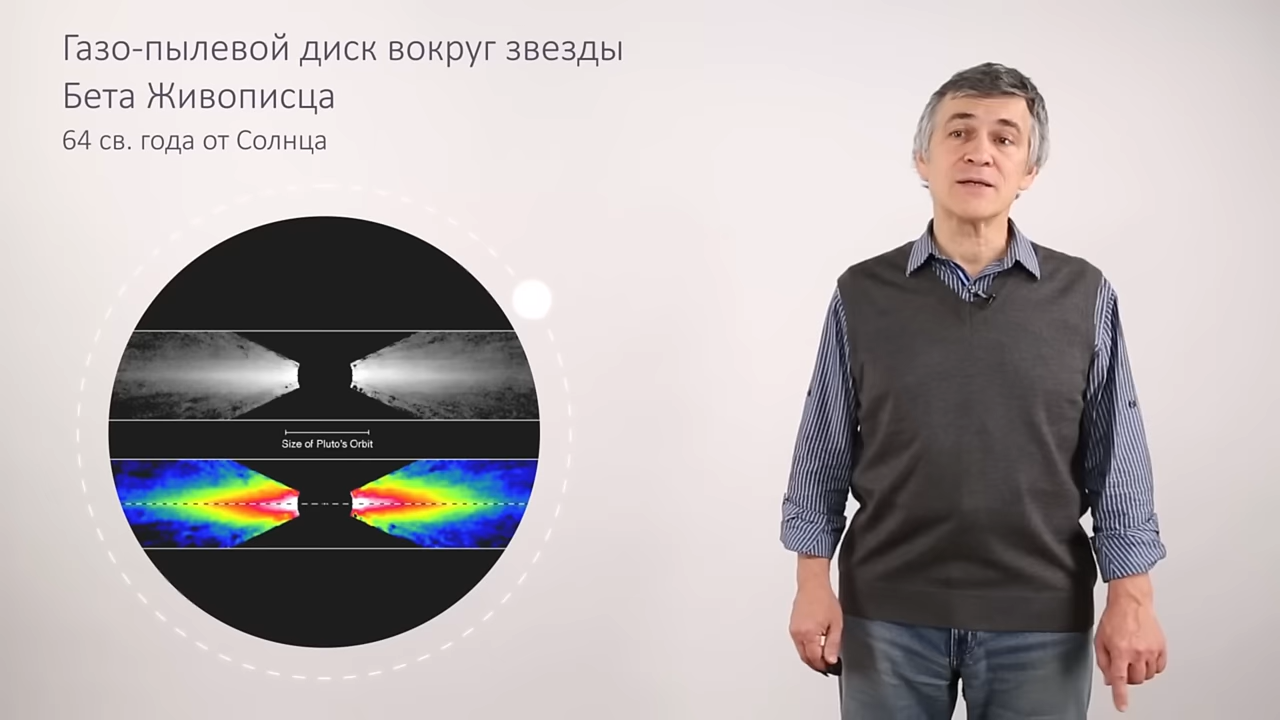 Газо-пылевой диск вокруг звезды
Бета Живописца
64 св. года от Солнца
Size of Pluto's Orbit